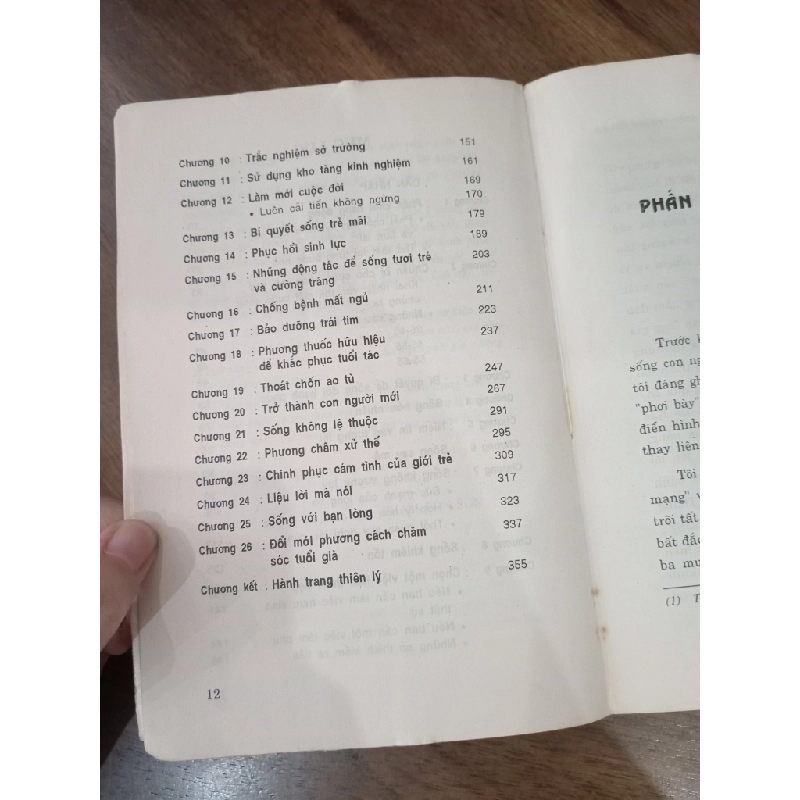 Chương 10 : Trắc nghiệm sở trường 151
Chương 11 : Sử dụng kho tàng kinh nghiệm 161
Chương 12 : Làm mới cuộc đời 169
• Luôn cải tiến không ngừng 170
Chương 13 : Bí quyết sống trẻ mãi 179
Chương 14 : Phục hồi sinh lực 189
Chương 15 : Những động tác để sống tươi trẻ 203
và cường tráng
Chương 16 : Chống bệnh mất ngủ 211
Chương 17 : Bảo dưỡng trái tim 223
Chương 18 : Phương thuốc hữu hiệu 237
để khắc phục tuổi tác
Chương 19 : Thoát chốn ao tù 247
Chương 20 : Trở thành con người mới 267
Chương 21 : Sống không lệ thuộc 291
Chương 22 : Phương châm xử thế 295
Chương 23 : Chinh phục cảm tình của giới trẻ 309
Chương 24 : Liệu lời mà nói 317
Chương 25 : Sống với bạn lòng 323
Chương 26 : Đổi mới phương cách chăm 337
sóc tuổi già
Chương kết : Hành trang thiên lý 355
12
PHẦN
Trước
sống con
tôi đang
"phơi bày"
điển hình
thay liên
Tôi
mạng"
trôi tất
bất đắc
ba
(1)